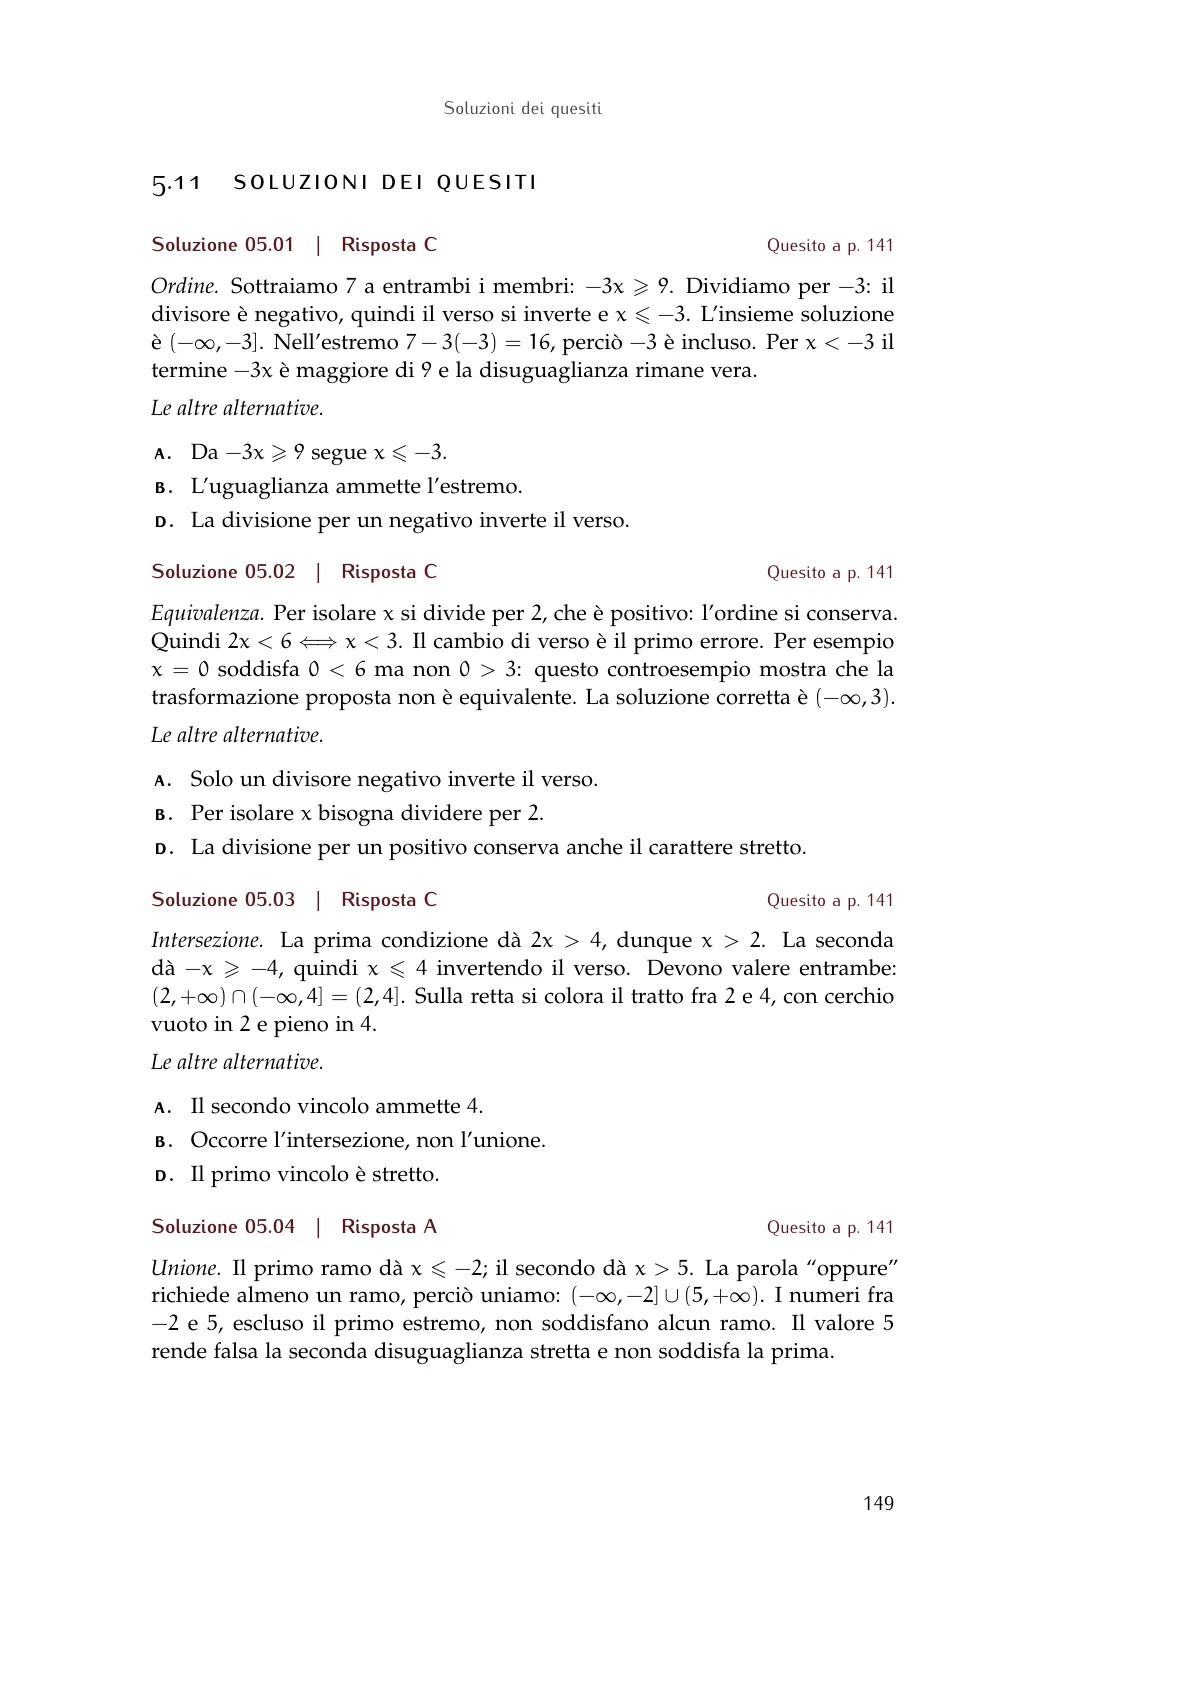 Soluzioni dei quesiti
5.11 SOLUZIONI DEI QUESITI
Soluzione 05.01 | Risposta C Quesito a p. 141
Ordine. Sottraiamo 7 a entrambi i membri: −3x ⩾ 9. Dividiamo per −3: il
divisore è negativo, quindi il verso si inverte e x ⩽ −3. L’insieme soluzione
è (−∞, −3]. Nell’estremo 7 − 3(−3) = 16, perciò −3 è incluso. Per x < −3 il
termine −3x è maggiore di 9 e la disuguaglianza rimane vera.
Le altre alternative.
A. Da −3x ⩾ 9 segue x ⩽ −3.
B. L’uguaglianza ammette l’estremo.
D. La divisione per un negativo inverte il verso.
Soluzione 05.02 | Risposta C Quesito a p. 141
Equivalenza. Per isolare x si divide per 2, che è positivo: l’ordine si conserva.
Quindi 2x < 6 ⟺ x < 3. Il cambio di verso è il primo errore. Per esempio
x = 0 soddisfa 0 < 6 ma non 0 > 3: questo controesempio mostra che la
trasformazione proposta non è equivalente. La soluzione corretta è (−∞, 3).
Le altre alternative.
A. Solo un divisore negativo inverte il verso.
B. Per isolare x bisogna dividere per 2.
D. La divisione per un positivo conserva anche il carattere stretto.
Soluzione 05.03 | Risposta C Quesito a p. 141
Intersezione. La prima condizione dà 2x > 4, dunque x > 2. La seconda
dà −x ⩾ −4, quindi x ⩽ 4 invertendo il verso. Devono valere entrambe:
(2, +∞) ∩ (−∞, 4] = (2, 4]. Sulla retta si colora il tratto fra 2 e 4, con cerchio
vuoto in 2 e pieno in 4.
Le altre alternative.
A. Il secondo vincolo ammette 4.
B. Occorre l’intersezione, non l’unione.
D. Il primo vincolo è stretto.
Soluzione 05.04 | Risposta A Quesito a p. 141
Unione. Il primo ramo dà x ⩽ −2; il secondo dà x > 5. La parola “oppure”
richiede almeno un ramo, perciò uniamo: (−∞, −2] ∪ (5, +∞). I numeri fra
−2 e 5, escluso il primo estremo, non soddisfano alcun ramo. Il valore 5
rende falsa la seconda disuguaglianza stretta e non soddisfa la prima.
149